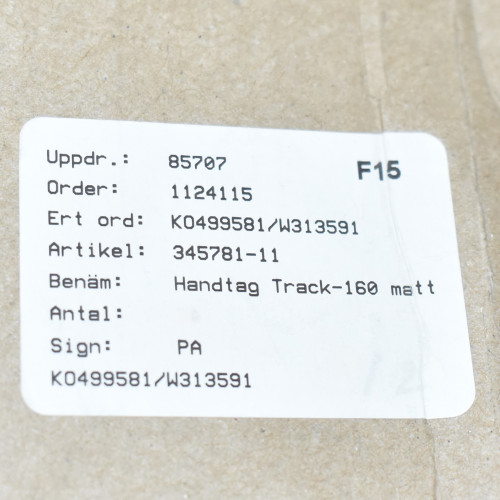 Uppdr.: 85707 F15
Order: 1124115
Ert ord: K0499581/W313591
Artikel: 345781-11
Benäm: Handtag Track-160 matt
Antal:
Sign: PA
K0499581/W313591